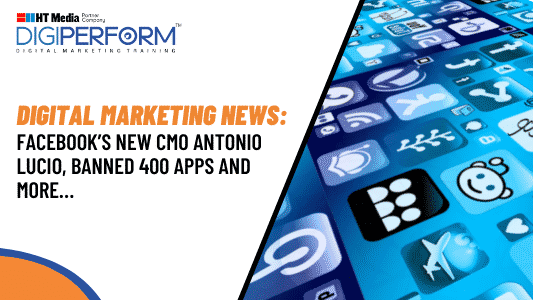 HT Media Partner
Company
DIGIPERFORM™
DIGITAL MARKETING TRAINING
DIGITAL MARKETING NEWS:
FACEBOOK'S NEW CMO ANTONIO
LUCIO, BANNED 400 APPS AND
MORE...